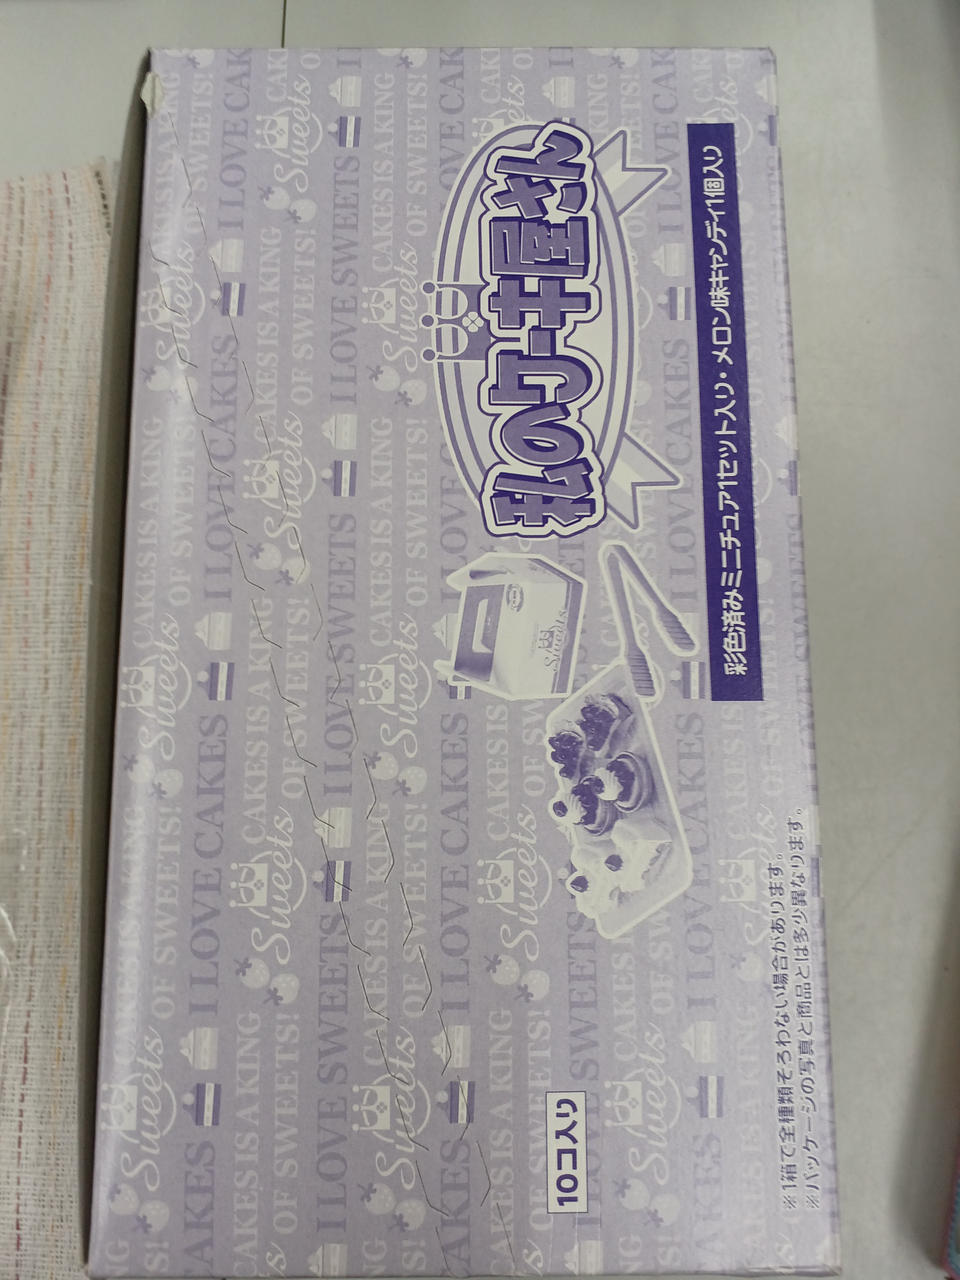 私のケーキ屋さん
彩色済みミニチュア1セット入り・メロン味キャンディ1個入り
Sweets
10コ入り
※1箱で全種類そろわない場合があります。
※パッケージの写真と商品とは多少異なります。
I LOVE CAKES
CAKES IS A KING
OF SWEETS!
I LOVE SWEETS
Sweets